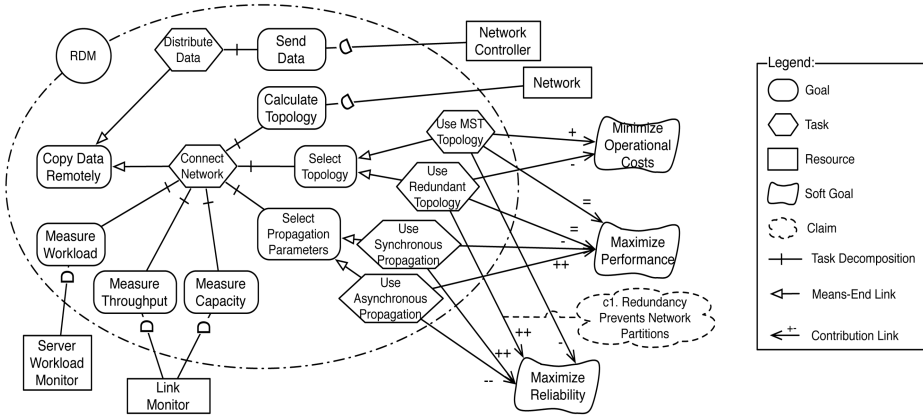 RDM
Distribute
Data
Send
Data
Network
Controller
Calculate
Topology
Network
Copy Data
Remotely
Connect
Network
Select
Topology
Use MST
Topology
Use
Redundant
Topology
+
-
Minimize
Operational
Costs
Measure
Workload
Select
Propagation
Parameters
Use
Synchronous
Propagation
=
=
-
++
Maximize
Performance
Measure
Throughput
Measure
Capacity
Use
Asynchronous
Propagation
c1. Redundancy
Prevents Network
Partitions
++
-
++
--
Maximize
Reliability
Server
Workload
Monitor
Link
Monitor
Legend:
Goal
Task
Resource
Soft Goal
Claim
Task Decomposition
Means-End Link
+-
Contribution Link